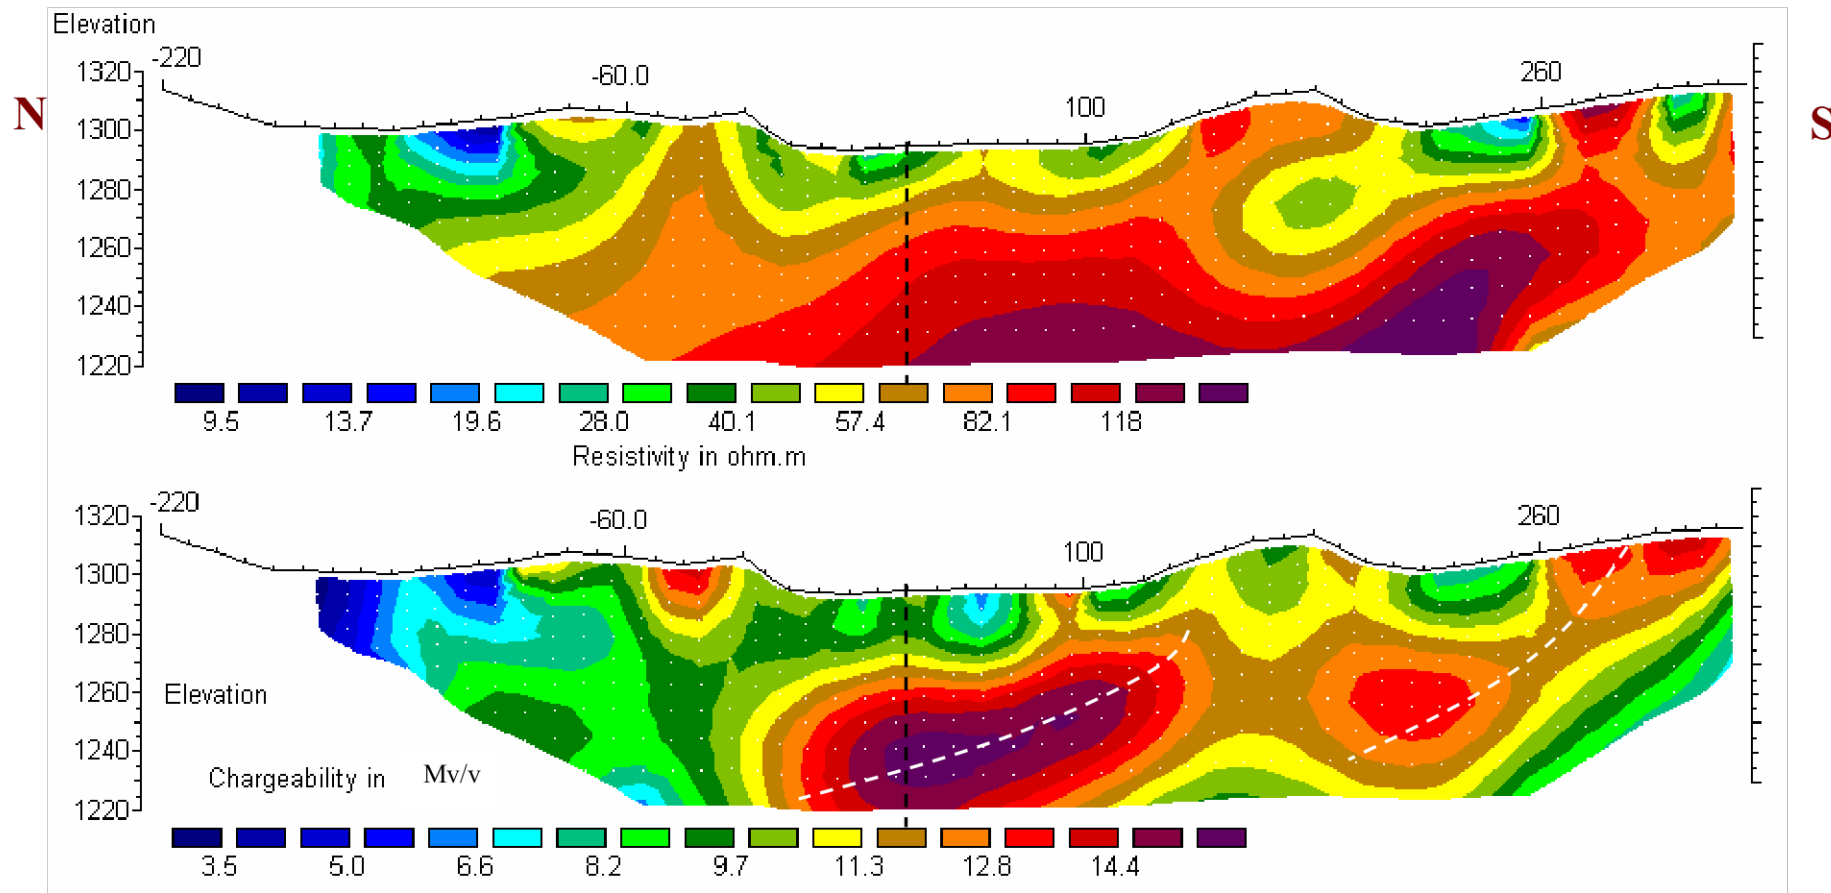 Elevation
-220
-60.0
100
260
1320
1300
1280
1260
1240
1220
N
S
9.5 13.7 19.6 28.0 40.1 57.4 82.1 118
Resistivity in ohm.m
-220
-60.0
100
260
1320
1300
1280
1260
1240
1220
Elevation
Chargeability in Mv/v
3.5 5.0 6.6 8.2 9.7 11.3 12.8 14.4